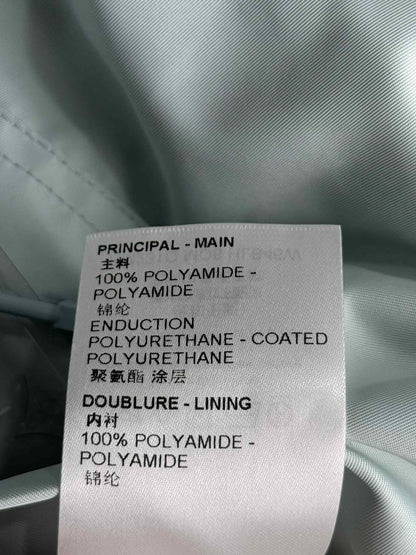 PRINCIPAL - MAIN
主料
100% POLYAMIDE -
POLYAMIDE
锦纶
ENDUCTION
POLYURETHANE - COATED
POLYURETHANE
聚氨酯 涂层
DOUBLURE - LINING
内衬
100% POLYAMIDE -
POLYAMIDE
锦纶